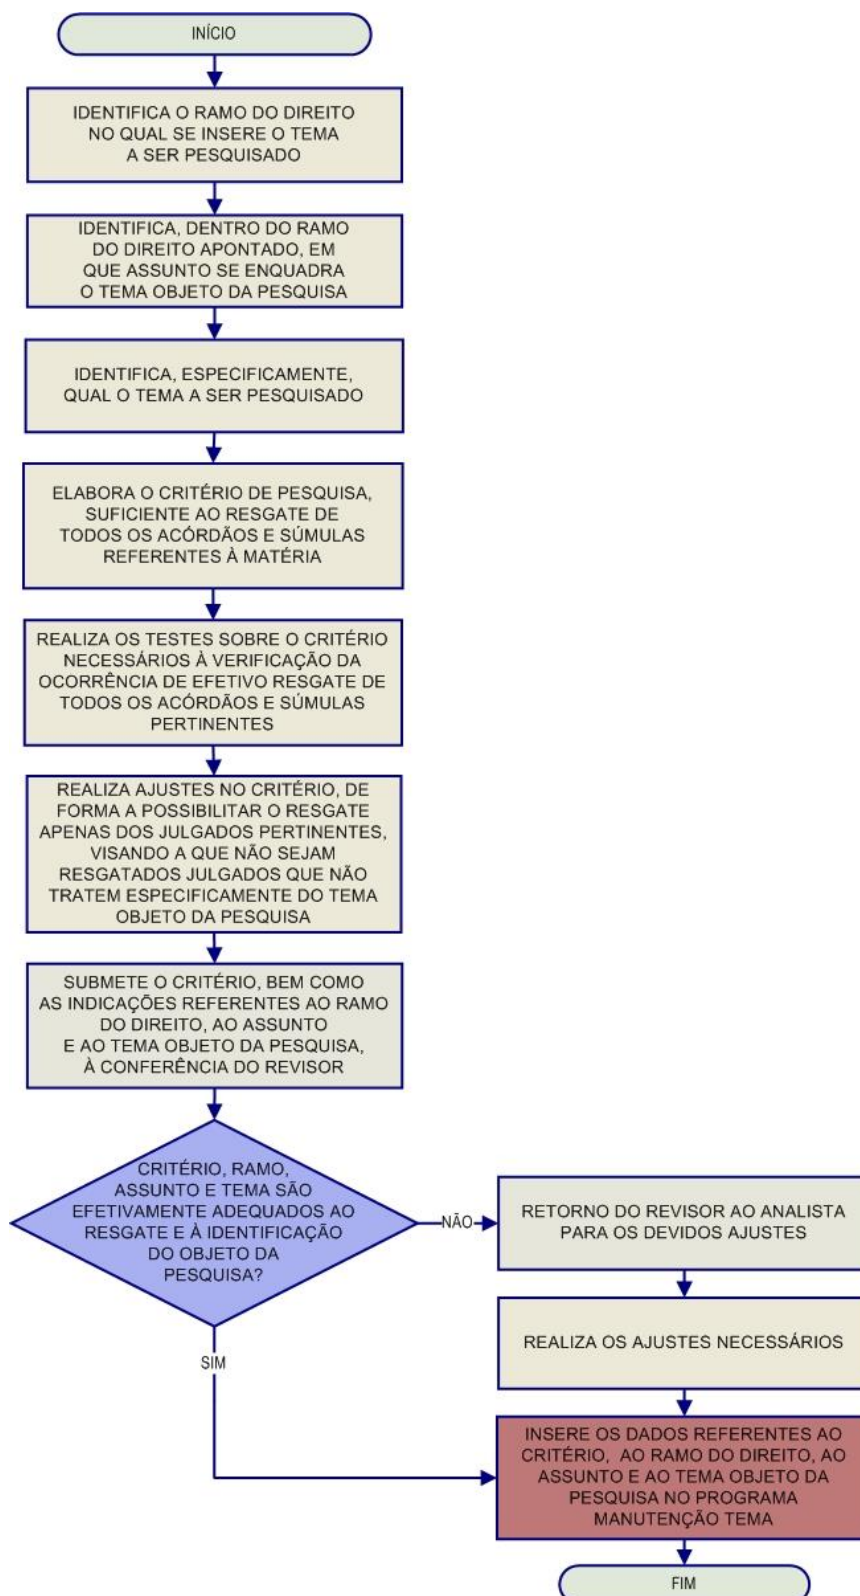 INÍCIO
IDENTIFICA O RAMO DO DIREITO
NO QUAL SE INSERE O TEMA
A SER PESQUISADO
IDENTIFICA, DENTRO DO RAMO
DO DIREITO APONTADO, EM
QUE ASSUNTO SE ENQUADRA
O TEMA OBJETO DA PESQUISA
IDENTIFICA, ESPECIFICAMENTE,
QUAL O TEMA A SER PESQUISADO
ELABORA O CRITÉRIO DE PESQUISA,
SUFICIENTE AO RESGATE DE
TODOS OS ACÓRDÃOS E SÚMULAS
REFERENTES À MATÉRIA
REALIZA OS TESTES SOBRE O CRITÉRIO
NECESSÁRIOS À VERIFICAÇÃO DA
OCORRÊNCIA DE EFETIVO RESGATE DE
TODOS OS ACÓRDÃOS E SÚMULAS
PERTINENTES
REALIZA AJUSTES NO CRITÉRIO, DE
FORMA A POSSIBILITAR O RESGATE
APENAS DOS JULGADOS PERTINENTES,
VISANDO A QUE NÃO SEJAM
RESGATADOS JULGADOS QUE NÃO
TRATEM ESPECIFICAMENTE DO TEMA
OBJETO DA PESQUISA
SUBMETE O CRITÉRIO, BEM COMO
AS INDICAÇÕES REFERENTES AO RAMO
DO DIREITO, AO ASSUNTO
E AO TEMA OBJETO DA PESQUISA,
À CONFERÊNCIA DO REVISOR
CRITÉRIO, RAMO,
ASSUNTO E TEMA SÃO
EFETIVAMENTE ADEQUADOS AO
RESGATE E À IDENTIFICAÇÃO
DO OBJETO DA
PESQUISA?
NÃO
RETORNO DO REVISOR AO ANALISTA
PARA OS DEVIDOS AJUSTES
REALIZA OS AJUSTES NECESSÁRIOS
SIM
INSERE OS DADOS REFERENTES AO
CRITÉRIO, AO RAMO DO DIREITO, AO
ASSUNTO E AO TEMA OBJETO DA
PESQUISA NO PROGRAMA
MANUTENÇÃO TEMA
FIM